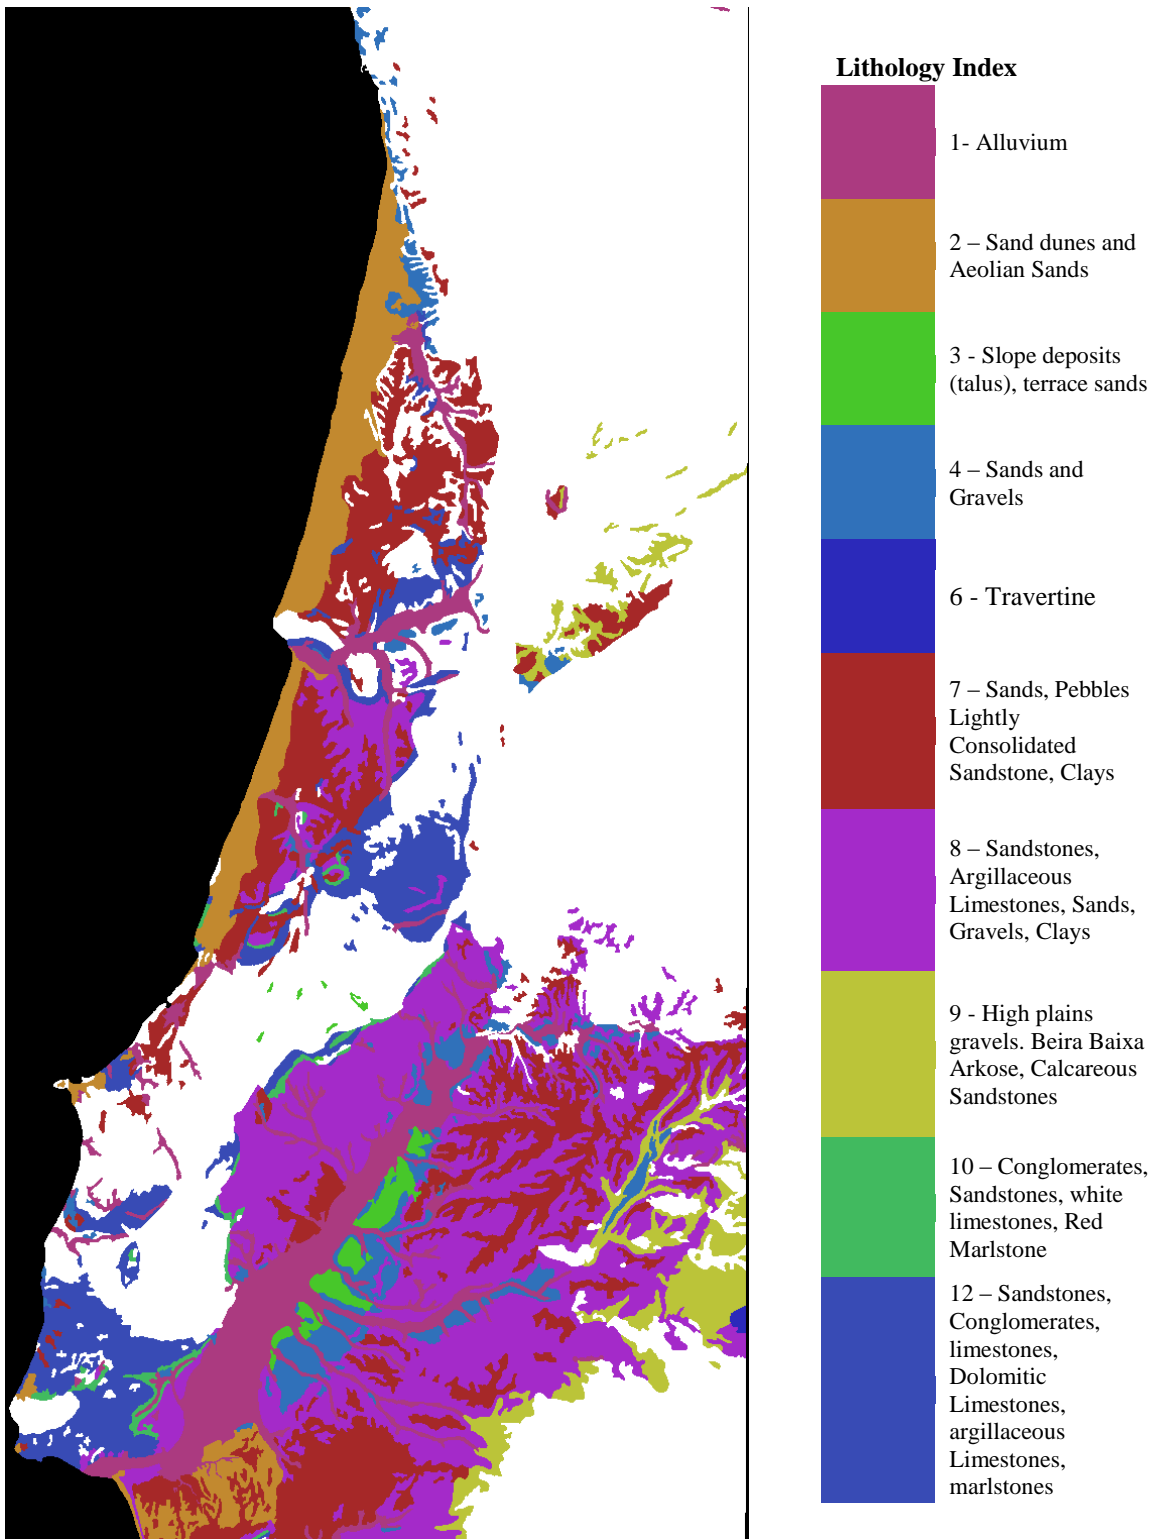 Lithology Index
1- Alluvium
2 – Sand dunes and
Aeolian Sands
3 - Slope deposits
(talus), terrace sands
4 – Sands and
Gravels
6 - Travertine
7 – Sands, Pebbles
Lightly
Consolidated
Sandstone, Clays
8 – Sandstones,
Argillaceous
Limestones, Sands,
Gravels, Clays
9 - High plains
gravels. Beira Baixa
Arkose, Calcareous
Sandstones
10 – Conglomerates,
Sandstones, white
limestones, Red
Marlstone
12 – Sandstones,
Conglomerates,
limestones,
Dolomitic
Limestones,
argillaceous
Limestones,
marlstones